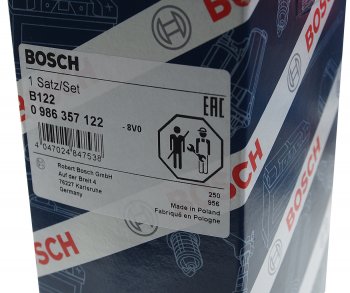 BOSCH
BOSCH
1 Satz/Set
B122
0 986 357 122
- 8V0
EAC
4 047024 847538
Robert Bosch GmbH
Auf der Breit 4
76227 Karlsruhe
Germany
250
956
Made in Poland
Fabriqué en Pologne
BOSCH
BOSCH